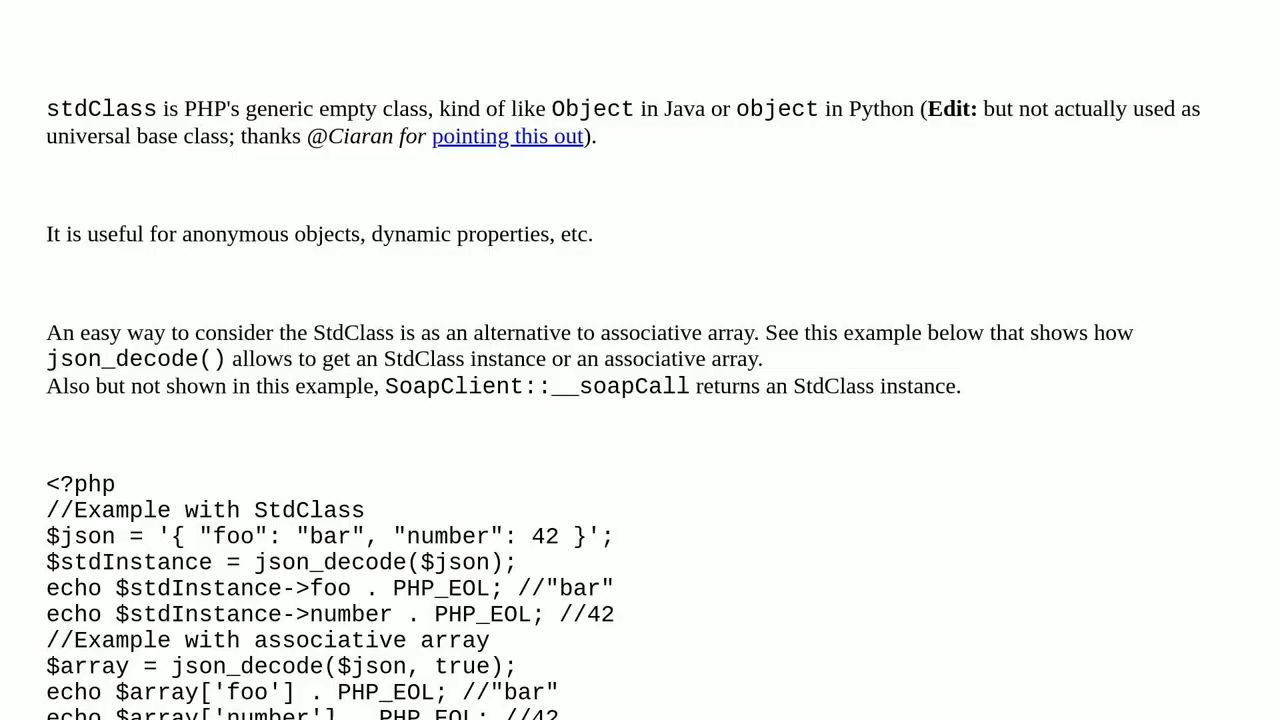 stdClass is PHP's generic empty class, kind of like Object in Java or object in Python (Edit: but not actually used as
universal base class; thanks @Ciaran for pointing this out).
It is useful for anonymous objects, dynamic properties, etc.
An easy way to consider the StdClass is as an alternative to associative array. See this example below that shows how
json_decode() allows to get an StdClass instance or an associative array.
Also but not shown in this example, SoapClient::__soapCall returns an StdClass instance.
<?php
//Example with StdClass
$json = '{ "foo": "bar", "number": 42 }';
$stdInstance = json_decode($json);
echo $stdInstance->foo . PHP_EOL; //"bar"
echo $stdInstance->number . PHP_EOL; //42
//Example with associative array
$array = json_decode($json, true);
echo $array['foo'] . PHP_EOL; //"bar"
echo $array['number'] . PHP_EOL; //42